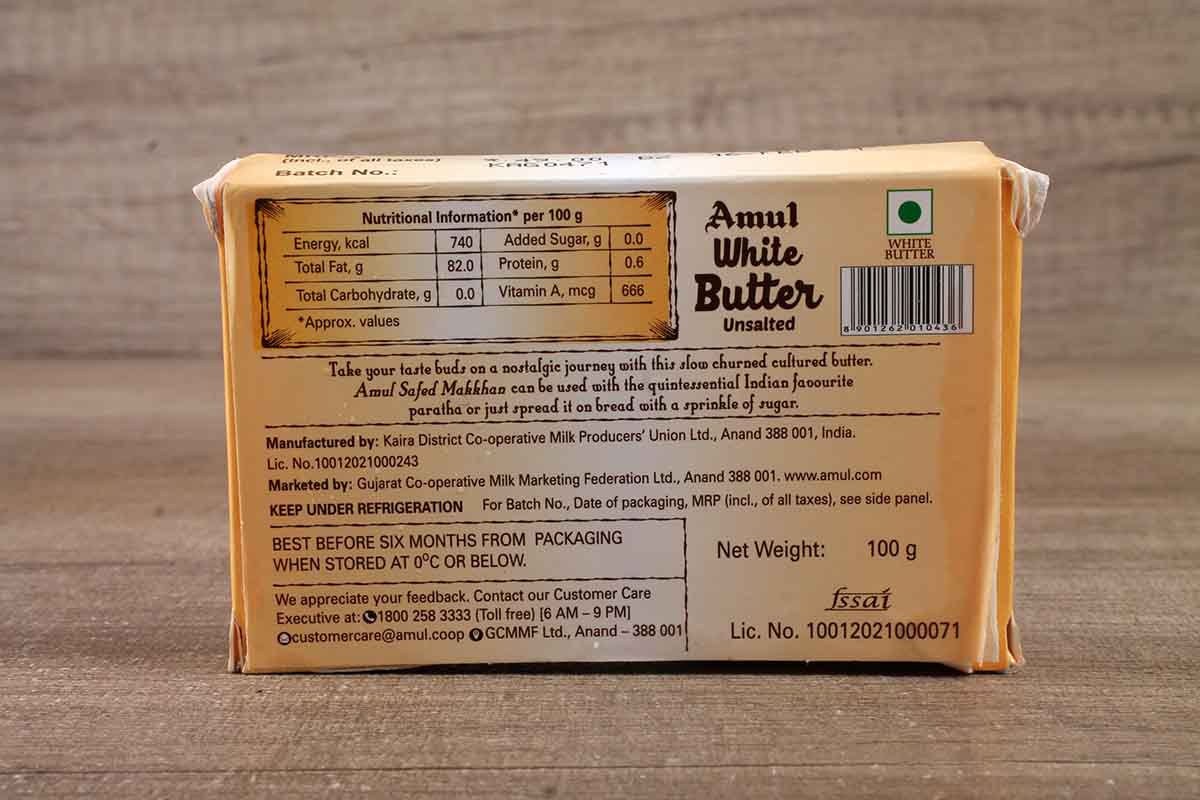 (incl., of all taxes)
Batch No.:
KAG0471
Nutritional Information* per 100 g
Energy, kcal 740 Added Sugar, g 0.0
Total Fat, g 82.0 Protein, g 0.6
Total Carbohydrate, g 0.0 Vitamin A, mcg 666
*Approx. values
Amul
White
Butter
Unsalted
WHITE
BUTTER
8 901262 010436
Take your taste buds on a nostalgic journey with this slow churned cultured butter.
Amul Safed Makkhan can be used with the quintessential Indian favourite
paratha or just spread it on bread with a sprinkle of sugar.
Manufactured by: Kaira District Co-operative Milk Producers' Union Ltd., Anand 388 001, India.
Lic. No.10012021000243
Marketed by: Gujarat Co-operative Milk Marketing Federation Ltd., Anand 388 001. www.amul.com
KEEP UNDER REFRIGERATION For Batch No., Date of packaging, MRP (incl., of all taxes), see side panel.
BEST BEFORE SIX MONTHS FROM PACKAGING
WHEN STORED AT 0⁰C OR BELOW.
We appreciate your feedback. Contact our Customer Care
Executive at: 1800 258 3333 (Toll free) [6 AM – 9 PM]
customercare@amul.coop GCMMF Ltd., Anand – 388 001
Net Weight: 100 g
fssai
Lic. No. 10012021000071